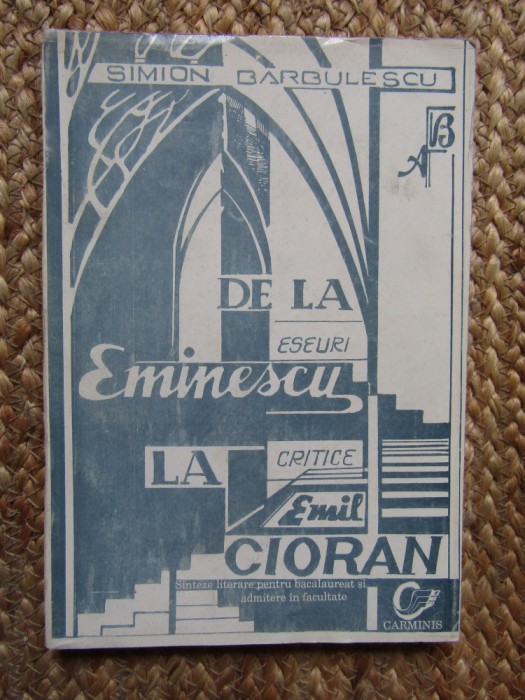 SIMION BARBULESCU
AB
DE LA
ESEURI
Eminescu
LA
CRITICE
Emil
CIORAN
Sinteze literare pentru bacalaureat și
admitere în facultate
CARMINIS